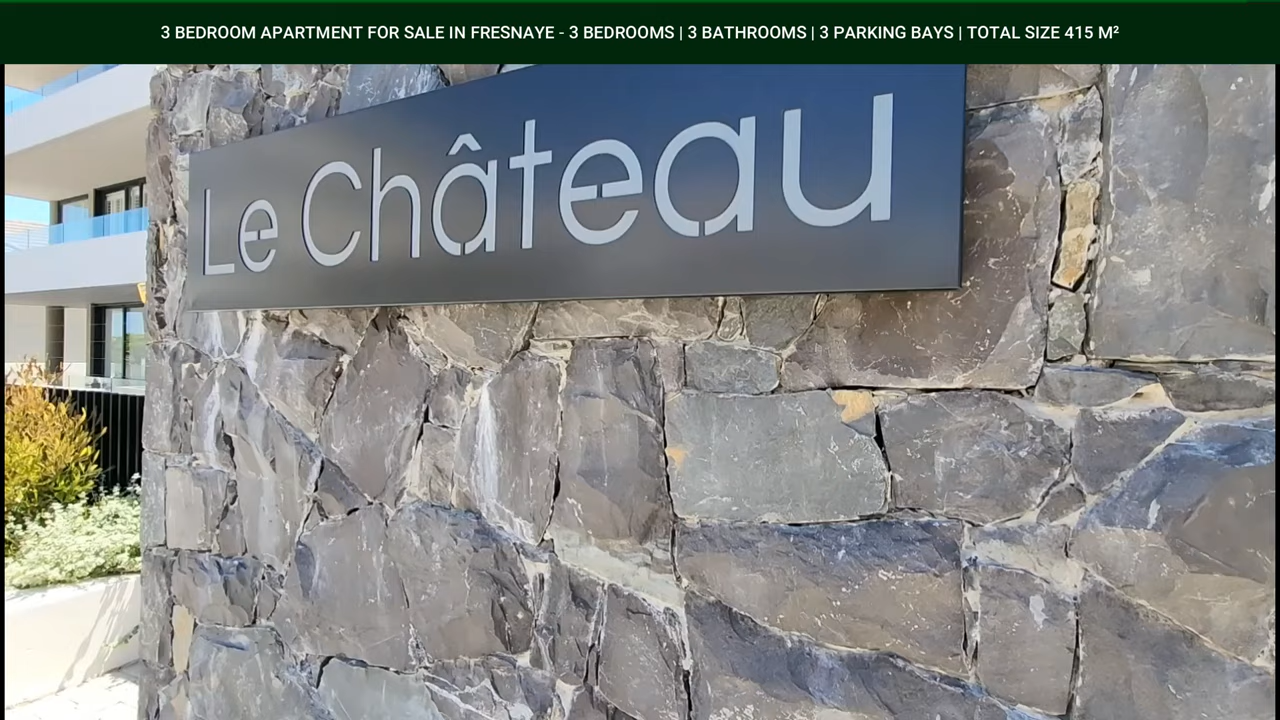 3 BEDROOM APARTMENT FOR SALE IN FRESNAYE - 3 BEDROOMS | 3 BATHROOMS | 3 PARKING BAYS | TOTAL SIZE 415 M²
Le Château